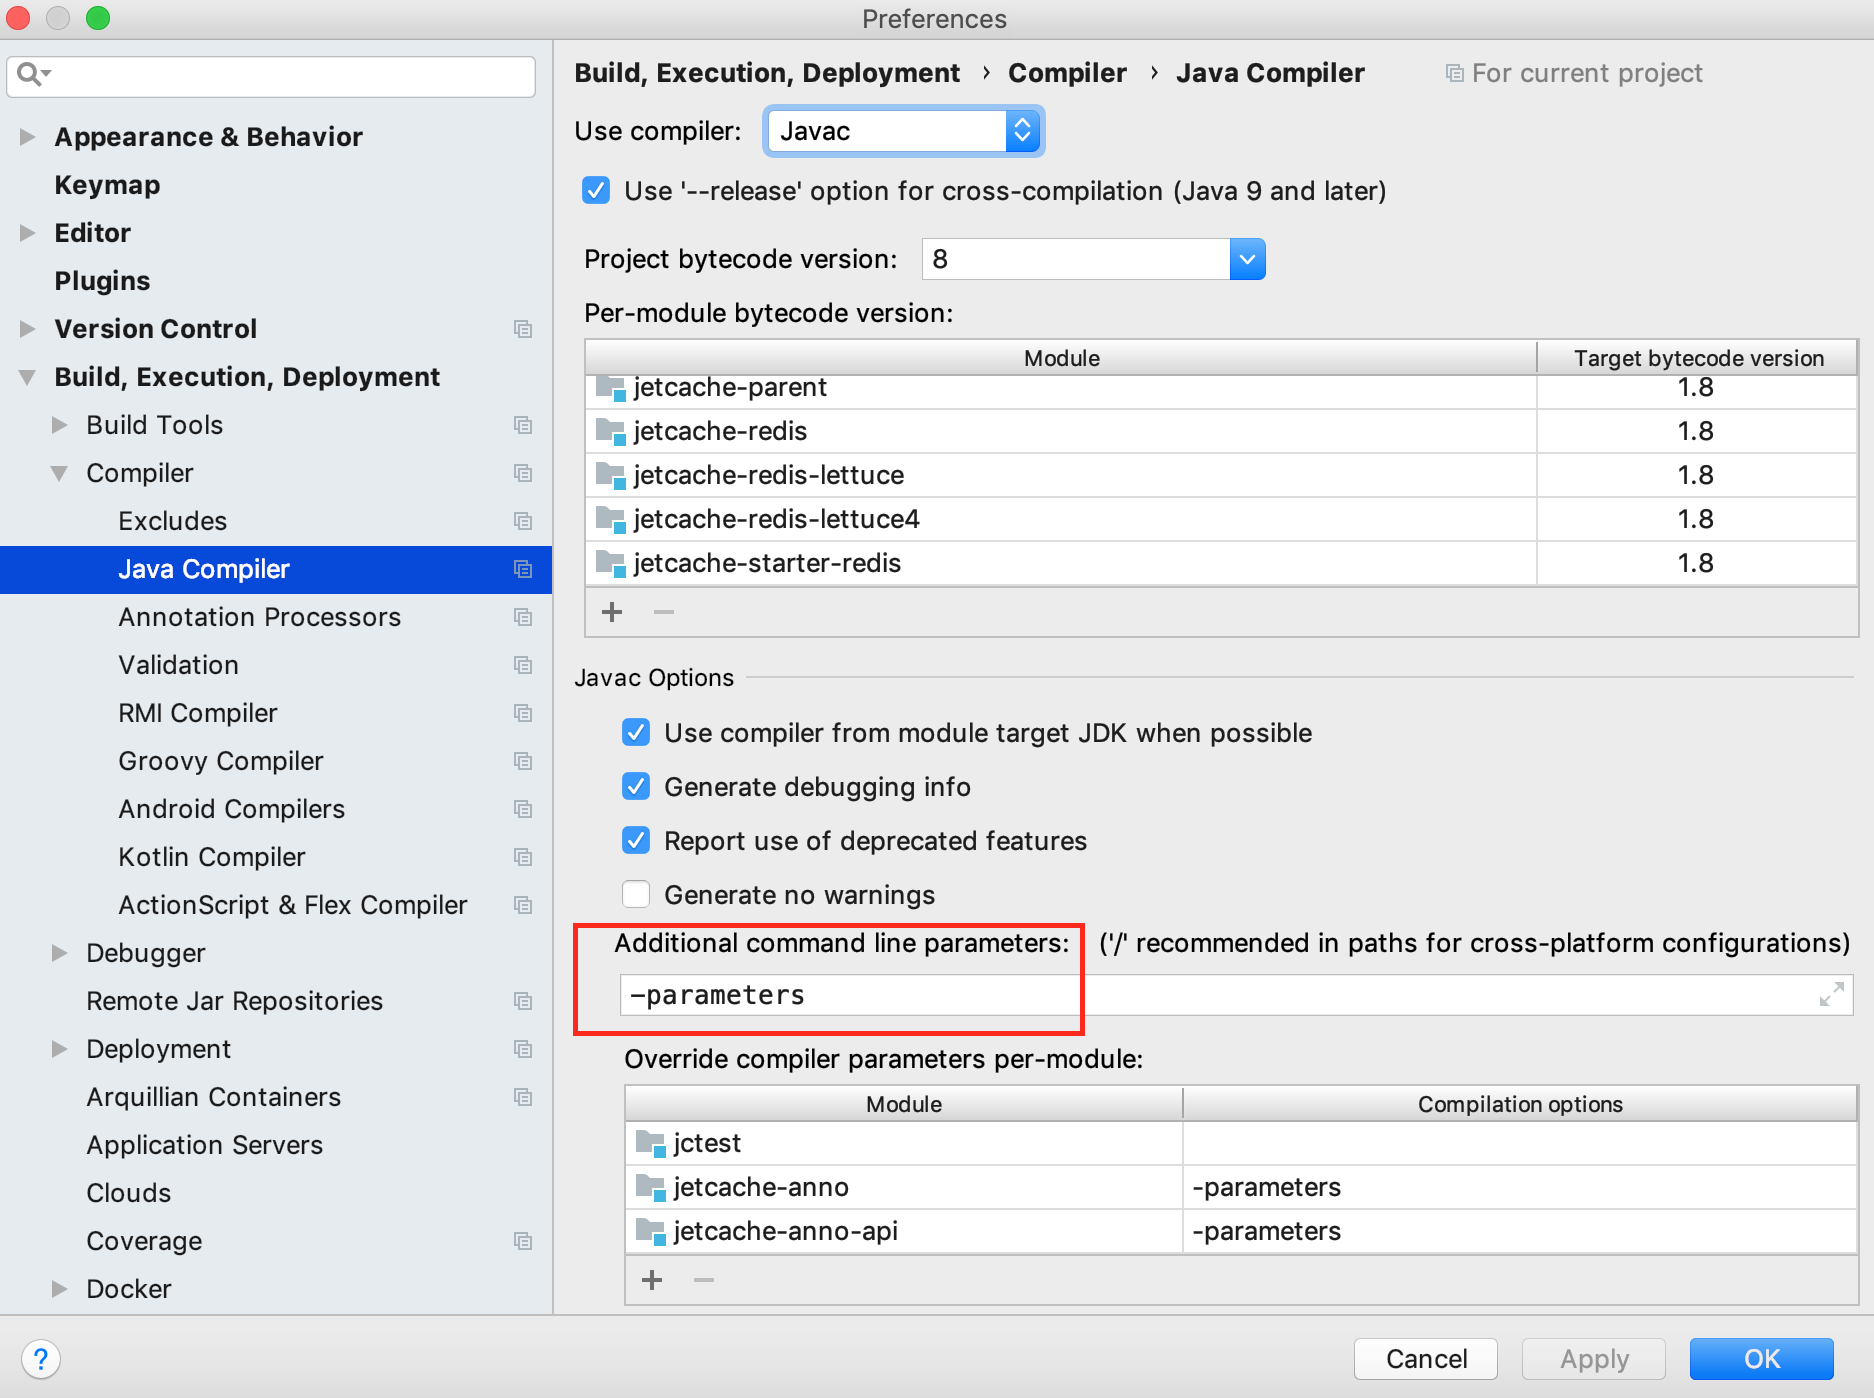 Preferences
Appearance & Behavior
Keymap
Editor
Plugins
Version Control
Build, Execution, Deployment
Build Tools
Compiler
Excludes
Java Compiler
Annotation Processors
Validation
RMI Compiler
Groovy Compiler
Android Compilers
Kotlin Compiler
ActionScript & Flex Compiler
Debugger
Remote Jar Repositories
Deployment
Arquillian Containers
Application Servers
Clouds
Coverage
Docker
Build, Execution, Deployment › Compiler › Java Compiler For current project
Use compiler: Javac
Use '--release' option for cross-compilation (Java 9 and later)
Project bytecode version: 8
Per-module bytecode version:
Module Target bytecode version
jetcache-parent 1.8
jetcache-redis 1.8
jetcache-redis-lettuce 1.8
jetcache-redis-lettuce4 1.8
jetcache-starter-redis 1.8
+ −
Javac Options
Use compiler from module target JDK when possible
Generate debugging info
Report use of deprecated features
Generate no warnings
Additional command line parameters: ('/' recommended in paths for cross-platform configurations)
-parameters
Override compiler parameters per-module:
Module Compilation options
jctest
jetcache-anno -parameters
jetcache-anno-api -parameters
+ −
? Cancel Apply OK